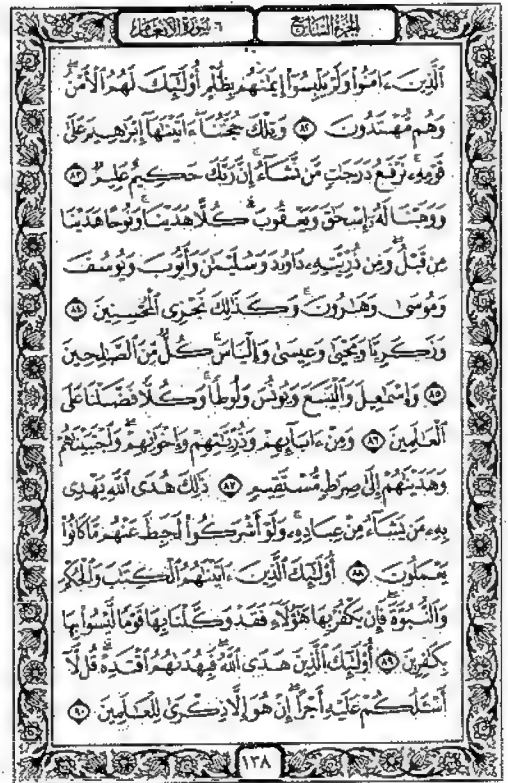 الجزء السابع
٦ سورة الأنعام
ٱلَّذِينَ ءَامَنُوا۟ وَلَمْ يَلْبِسُوٓا۟ إِيمَٰنَهُم بِظُلْمٍ أُو۟لَٰٓئِكَ لَهُمُ ٱلْأَمْنُ
وَهُم مُّهْتَدُونَ ٨٢ وَتِلْكَ حُجَّتُنَآ ءَاتَيْنَٰهَآ إِبْرَٰهِيمَ عَلَىٰ
قَوْمِهِۦ نَرْفَعُ دَرَجَٰتٍ مَّن نَّشَآءُ إِنَّ رَبَّكَ حَكِيمٌ عَلِيمٌ ٨٣
وَوَهَبْنَا لَهُۥٓ إِسْحَٰقَ وَيَعْقُوبَ كُلًّا هَدَيْنَا وَنُوحًا هَدَيْنَا
مِن قَبْلُ وَمِن ذُرِّيَّتِهِۦ دَاوُۥدَ وَسُلَيْمَٰنَ وَأَيُّوبَ وَيُوسُفَ
وَمُوسَىٰ وَهَٰرُونَ وَكَذَٰلِكَ نَجْزِى ٱلْمُحْسِنِينَ ٨٤
وَزَكَرِيَّا وَيَحْيَىٰ وَعِيسَىٰ وَإِلْيَاسَ كُلٌّ مِّنَ ٱلصَّٰلِحِينَ
٨٥ وَإِسْمَٰعِيلَ وَٱلْيَسَعَ وَيُونُسَ وَلُوطًا وَكُلًّا فَضَّلْنَا عَلَى
ٱلْعَٰلَمِينَ ٨٦ وَمِنْ ءَابَآئِهِمْ وَذُرِّيَّٰتِهِمْ وَإِخْوَٰنِهِمْ وَٱجْتَبَيْنَٰهُمْ
وَهَدَيْنَٰهُمْ إِلَىٰ صِرَٰطٍ مُّسْتَقِيمٍ ٨٧ ذَٰلِكَ هُدَى ٱللَّهِ يَهْدِى
بِهِۦ مَن يَشَآءُ مِنْ عِبَادِهِۦ وَلَوْ أَشْرَكُوا۟ لَحَبِطَ عَنْهُم مَّا كَانُوا۟
يَعْمَلُونَ ٨٨ أُو۟لَٰٓئِكَ ٱلَّذِينَ ءَاتَيْنَٰهُمُ ٱلْكِتَٰبَ وَٱلْحُكْمَ
وَٱلنُّبُوَّةَ فَإِن يَكْفُرْ بِهَا هَٰٓؤُلَآءِ فَقَدْ وَكَّلْنَا بِهَا قَوْمًا لَّيْسُوا۟ بِهَا
بِكَٰفِرِينَ ٨٩ أُو۟لَٰٓئِكَ ٱلَّذِينَ هَدَى ٱللَّهُ فَبِهُدَىٰهُمُ ٱقْتَدِهْ قُل لَّآ
أَسْـَٔلُكُمْ عَلَيْهِ أَجْرًا إِنْ هُوَ إِلَّا ذِكْرَىٰ لِلْعَٰلَمِينَ ٩٠
١٣٨